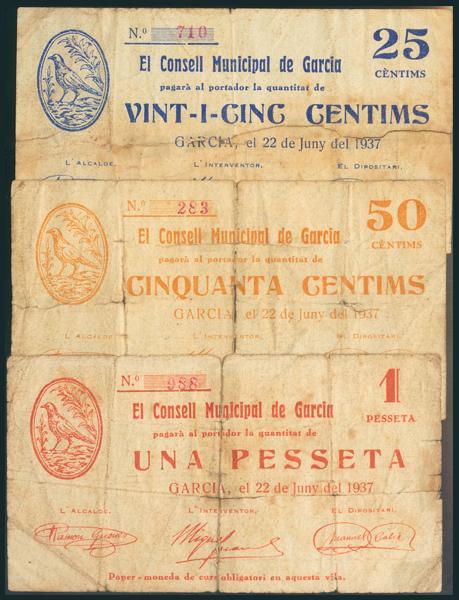 N.º 710
25
CÈNTIMS
El Consell Municipal de Garcia
pagarà al portador la quantitat de
VINT-I-CINC CENTIMS
GARCIA, el 22 de Juny del 1937
L'ALCALDE, L'INTERVENTOR, EL DIPOSITARI,
N.º 283
50
CÈNTIMS
El Consell Municipal de Garcia
pagarà al portador la quantitat de
CINQUANTA CENTIMS
GARCIA, el 22 de Juny del 1937
L'ALCALDE, L'INTERVENTOR, EL DIPOSITARI,
N.º 988
1
PESSETA
El Consell Municipal de Garcia
pagarà al portador la quantitat de
UNA PESSETA
GARCIA, el 22 de Juny del 1937
L'ALCALDE, L'INTERVENTOR, EL DIPOSITARI,
Ramon Miquel Manuel
Paper-moneda de curs obligatori en aquesta vila.